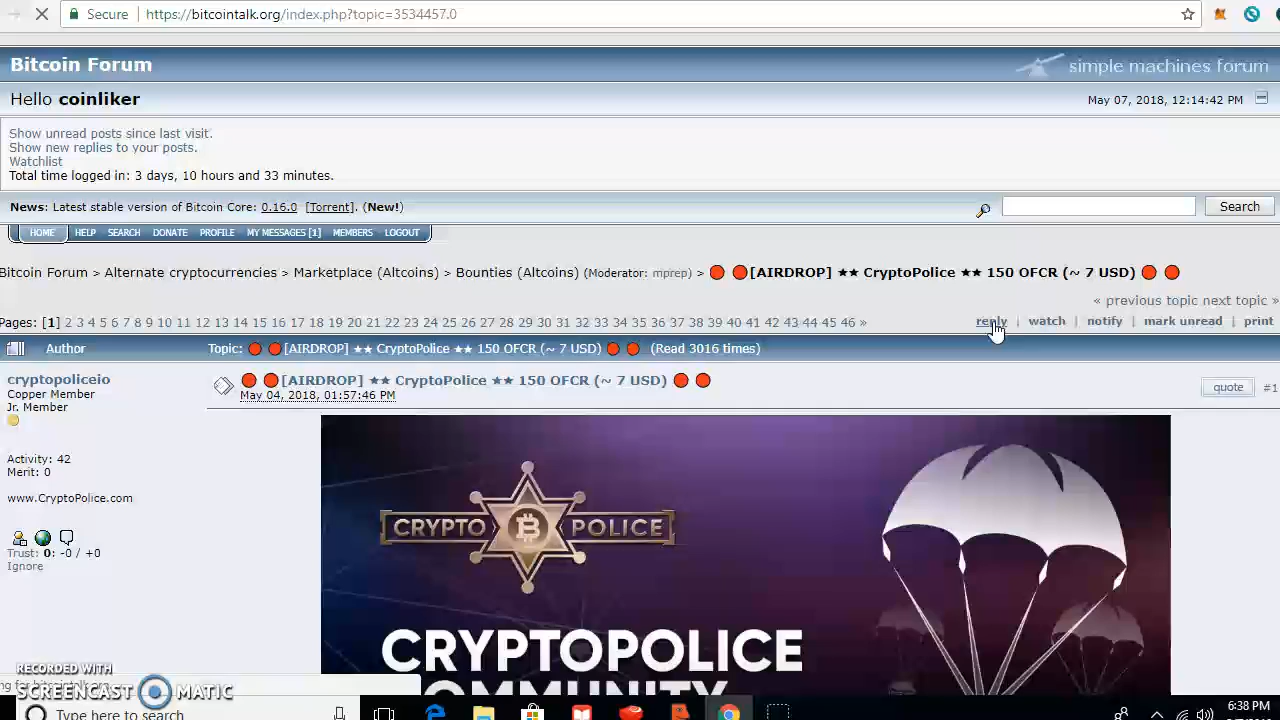 Secure https://bitcointalk.org/index.php?topic=3534457.0
Bitcoin Forum
simple machines forum
Hello coinliker
May 07, 2018, 12:14:42 PM
Show unread posts since last visit.
Show new replies to your posts.
Watchlist
Total time logged in: 3 days, 10 hours and 33 minutes.
News: Latest stable version of Bitcoin Core: 0.16.0 [Torrent]. (New!)
Search
HOME HELP SEARCH DONATE PROFILE MY MESSAGES [1] MEMBERS LOGOUT
Bitcoin Forum > Alternate cryptocurrencies > Marketplace (Altcoins) > Bounties (Altcoins) (Moderator: mprep) > 🔴 🔴[AIRDROP] ★★ CryptoPolice ★★ 150 OFCR (~ 7 USD) 🔴 🔴
« previous topic next topic »
Pages: [1] 2 3 4 5 6 7 8 9 10 11 12 13 14 15 16 17 18 19 20 21 22 23 24 25 26 27 28 29 30 31 32 33 34 35 36 37 38 39 40 41 42 43 44 45 46 »
reply | watch | notify | mark unread | print
Author
Topic: 🔴 🔴[AIRDROP] ★★ CryptoPolice ★★ 150 OFCR (~ 7 USD) 🔴 🔴 (Read 3016 times)
cryptopoliceio
Copper Member
Jr. Member
🔴 🔴[AIRDROP] ★★ CryptoPolice ★★ 150 OFCR (~ 7 USD) 🔴 🔴
May 04, 2018, 01:57:46 PM
quote
#1
Activity: 42
Merit: 0
www.CryptoPolice.com
Trust: 0: -0 / +0
Ignore
CRYPTO B POLICE
CRYPTOPOLICE
COMMUNITY
RECORDED WITH
SCREENCAST MATIC
Type here to search
6:38 PM